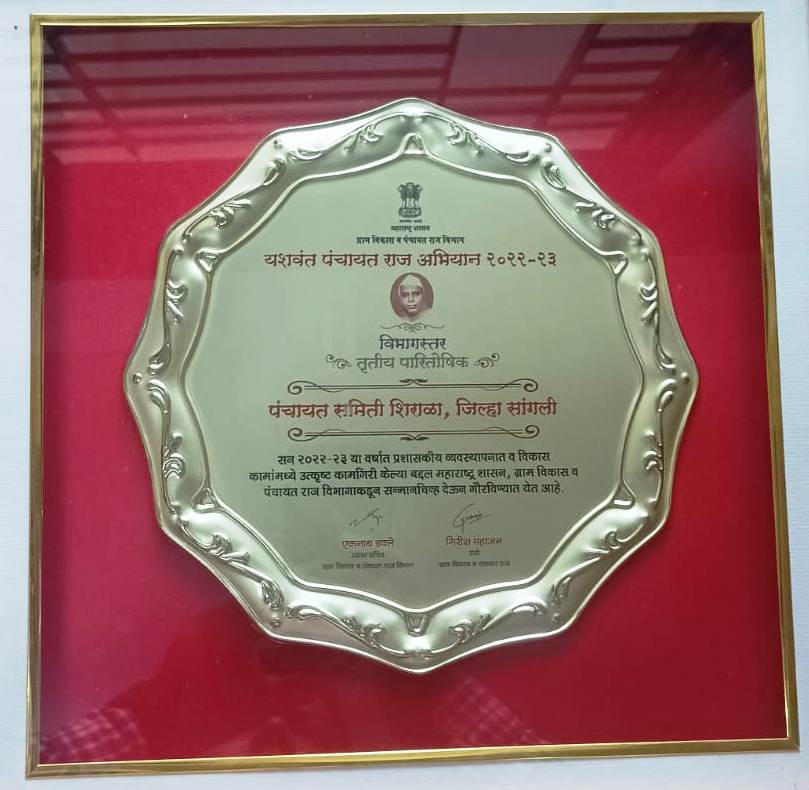 महाराष्ट्र शासन
ग्राम विकास व पंचायत राज विभाग
यशवंत पंचायत राज अभियान २०२२-२३
विभागस्तर
तृतीय पारितोषिक
पंचायत समिती शिराळा, जिल्हा सांगली
सन २०२२-२३ या वर्षात प्रशासकीय व्यवस्थापनात व विकास
कामांमध्ये उत्कृष्ट कामगिरी केल्या बद्दल महाराष्ट्र शासन, ग्राम विकास व
पंचायत राज विभागाकडून सन्मानचिन्ह देऊन गौरविण्यात येत आहे.
एकनाथ डवले
गिरीश महाजन
प्रधान सचिव
मंत्री
ग्राम विकास व पंचायत राज विभाग
ग्राम विकास व पंचायत राज